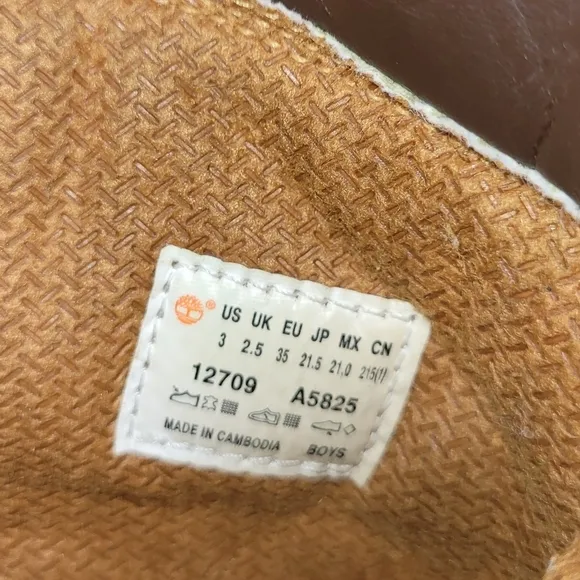 ® US UK EU JP MX CN
3 2.5 35 21.5 21,0 215(1)
12709 A5825
MADE IN CAMBODIA BOYS